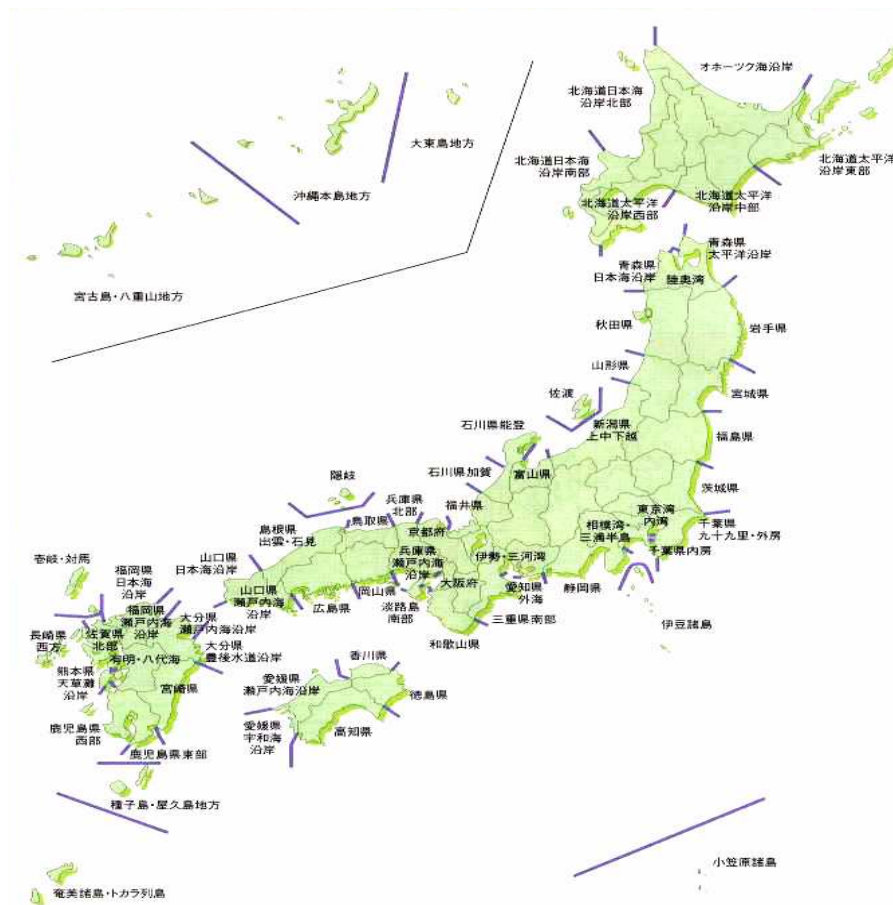 オホーツク海沿岸
北海道日本海
沿岸北部
大東島地方
北海道日本海
沿岸南部
北海道太平洋
沿岸東部
沖縄本島地方
北海道太平洋
沿岸西部
北海道太平洋
沿岸中部
青森県
太平洋沿岸
青森県
日本海沿岸
陸奥湾
宮古島・八重山地方
秋田県
岩手県
山形県
佐渡
宮城県
石川県能登
新潟県
上中下越
福島県
石川県加賀
富山県
隠岐
茨城県
兵庫県
北部
福井県
鳥取県
京都府
東京湾
内湾
島根県
出雲・石見
相模湾・
三浦半島
千葉県
九十九里・外房
壱岐・対馬
福岡県
日本海
沿岸
山口県
日本海沿岸
兵庫県
瀬戸内海
沿岸
伊勢・三河湾
千葉県内房
大阪府
山口県
瀬戸内海
沿岸
広島県
岡山県
淡路島
南部
愛知県
外海
静岡県
福岡県
瀬戸内海
沿岸
大分県
瀬戸内海沿岸
三重県南部
伊豆諸島
長崎県
西方
佐賀県
北部
和歌山県
有明・八代海
大分県
豊後水道沿岸
香川県
熊本県
天草灘
沿岸
宮崎県
愛媛県
瀬戸内海沿岸
徳島県
鹿児島県
西部
愛媛県
宇和海
沿岸
高知県
鹿児島県東部
種子島・屋久島地方
小笠原諸島
奄美諸島・トカラ列島